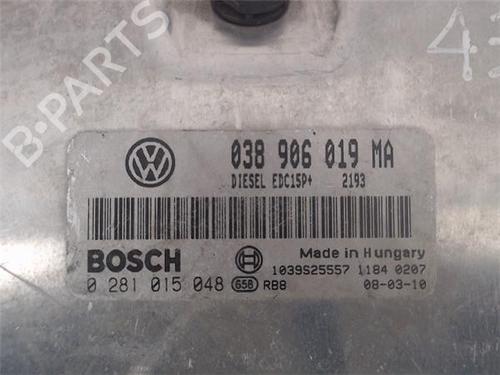 B-PARTS
43
038 906 019 MA
DIESEL EDC15P+ 2193
BOSCH
Made in Hungary
0 281 015 048 658 RB8
1039S25557 1184 0207
08-03-10